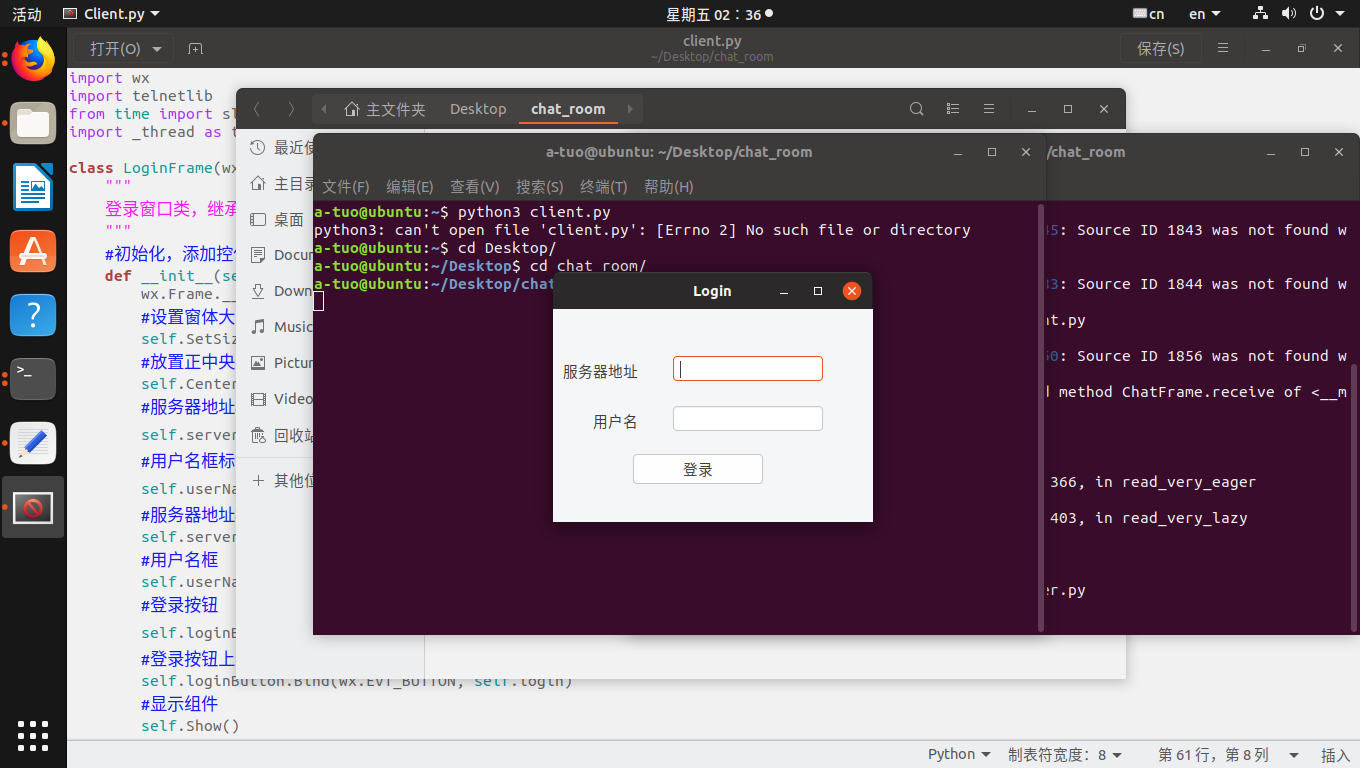 活动
Client.py
星期五 02：36
cn
en
打开(O)
client.py
~/Desktop/chat_room
保存(S)
import wx
import telnetlib
from time import
import _thread as
class LoginFrame(wx
"""
登录窗口类，继承
"""
#初始化，添加控
def __init__(se
wx.Frame.__
#设置窗体大
self.SetSiz
#放置正中央
self.Center
#服务器地址
self.server
#用户名框标
self.userNa
#服务器地址
self.server
#用户名框
self.userNa
#登录按钮
self.loginB
#登录按钮上
self.loginButton.Bind(wx.EVT_BUTTON, self.login)
#显示组件
self.Show()
主文件夹
Desktop
chat_room
最近使
主目录
桌面
Docum
Down
Music
Pictur
Video
回收站
其他位
a-tuo@ubuntu: ~/Desktop/chat_room
文件(F) 编辑(E) 查看(V) 搜索(S) 终端(T) 帮助(H)
a-tuo@ubuntu:~$ python3 client.py
python3: can't open file 'client.py': [Errno 2] No such file or directory
a-tuo@ubuntu:~$ cd Desktop/
a-tuo@ubuntu:~/Desktop$ cd chat_room/
a-tuo@ubuntu:~/Desktop/chat
/chat_room
45: Source ID 1843 was not found w
33: Source ID 1844 was not found w
nt.py
60: Source ID 1856 was not found w
d method ChatFrame.receive of <__m
366, in read_very_eager
403, in read_very_lazy
er.py
Login
服务器地址
用户名
登录
Python
制表符宽度：8
第 61 行，第 8 列
插入